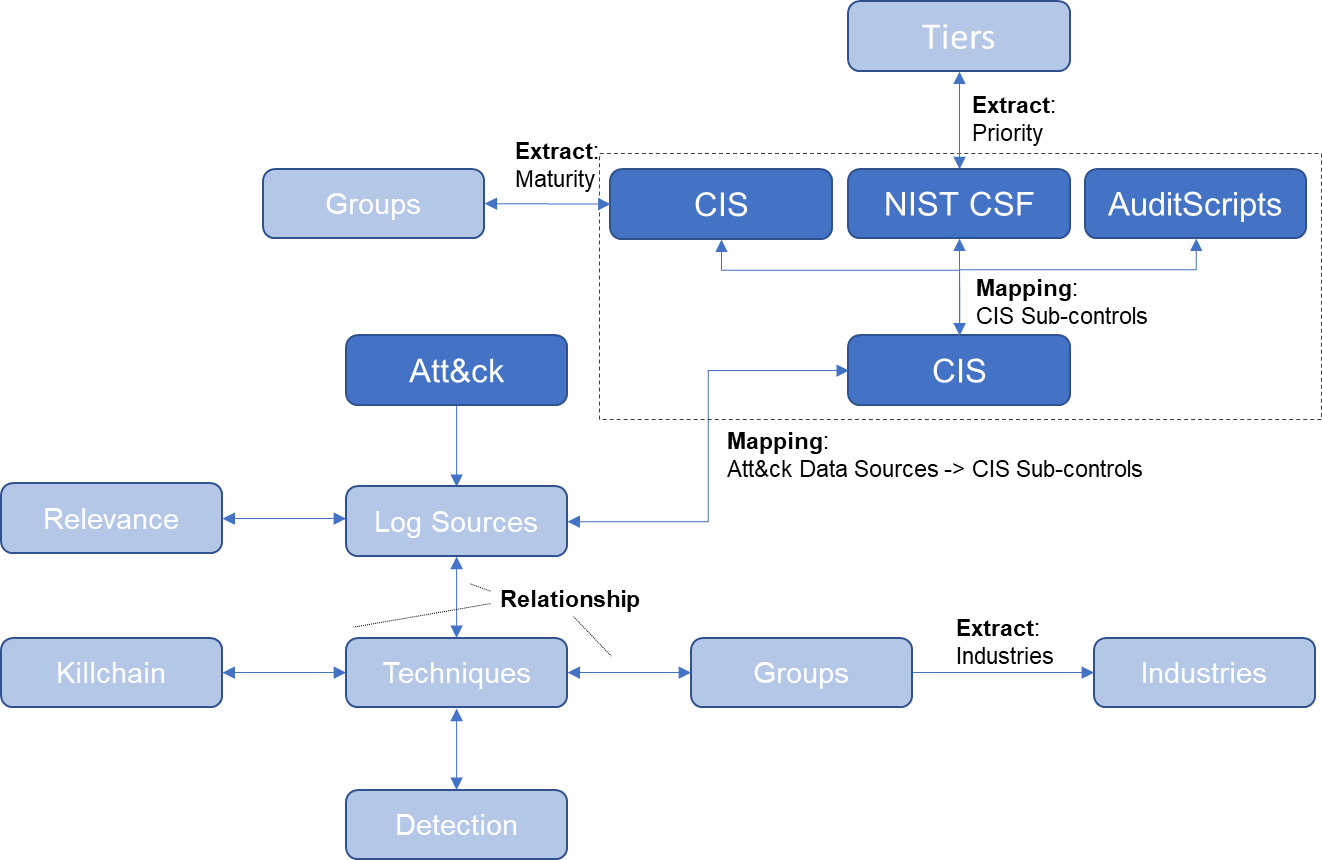 Tiers
Extract:
Priority
Extract:
Maturity
Groups
CIS
NIST CSF
AuditScripts
Mapping:
CIS Sub-controls
Att&ck
CIS
Mapping:
Att&ck Data Sources -> CIS Sub-controls
Relevance
Log Sources
Relationship
Extract:
Industries
Killchain
Techniques
Groups
Industries
Detection